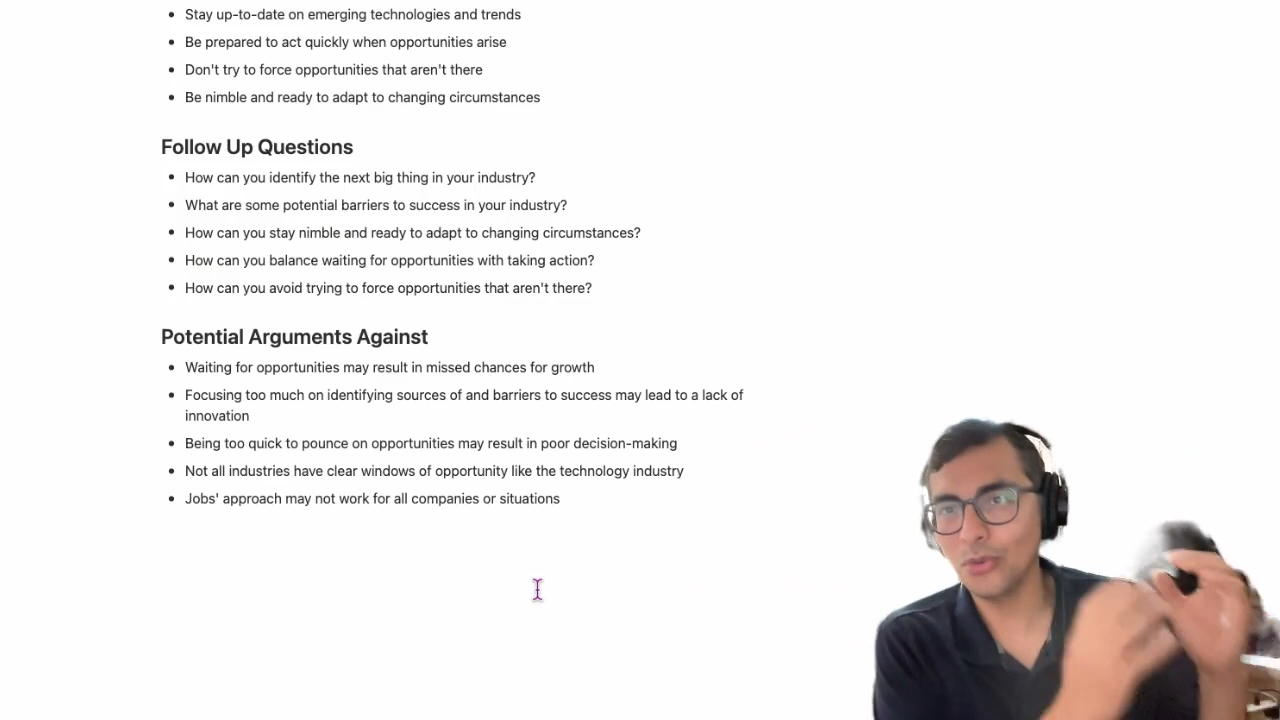 • Stay up-to-date on emerging technologies and trends
• Be prepared to act quickly when opportunities arise
• Don't try to force opportunities that aren't there
• Be nimble and ready to adapt to changing circumstances
Follow Up Questions
• How can you identify the next big thing in your industry?
• What are some potential barriers to success in your industry?
• How can you stay nimble and ready to adapt to changing circumstances?
• How can you balance waiting for opportunities with taking action?
• How can you avoid trying to force opportunities that aren't there?
Potential Arguments Against
• Waiting for opportunities may result in missed chances for growth
• Focusing too much on identifying sources of and barriers to success may lead to a lack of
innovation
• Being too quick to pounce on opportunities may result in poor decision-making
• Not all industries have clear windows of opportunity like the technology industry
• Jobs' approach may not work for all companies or situations